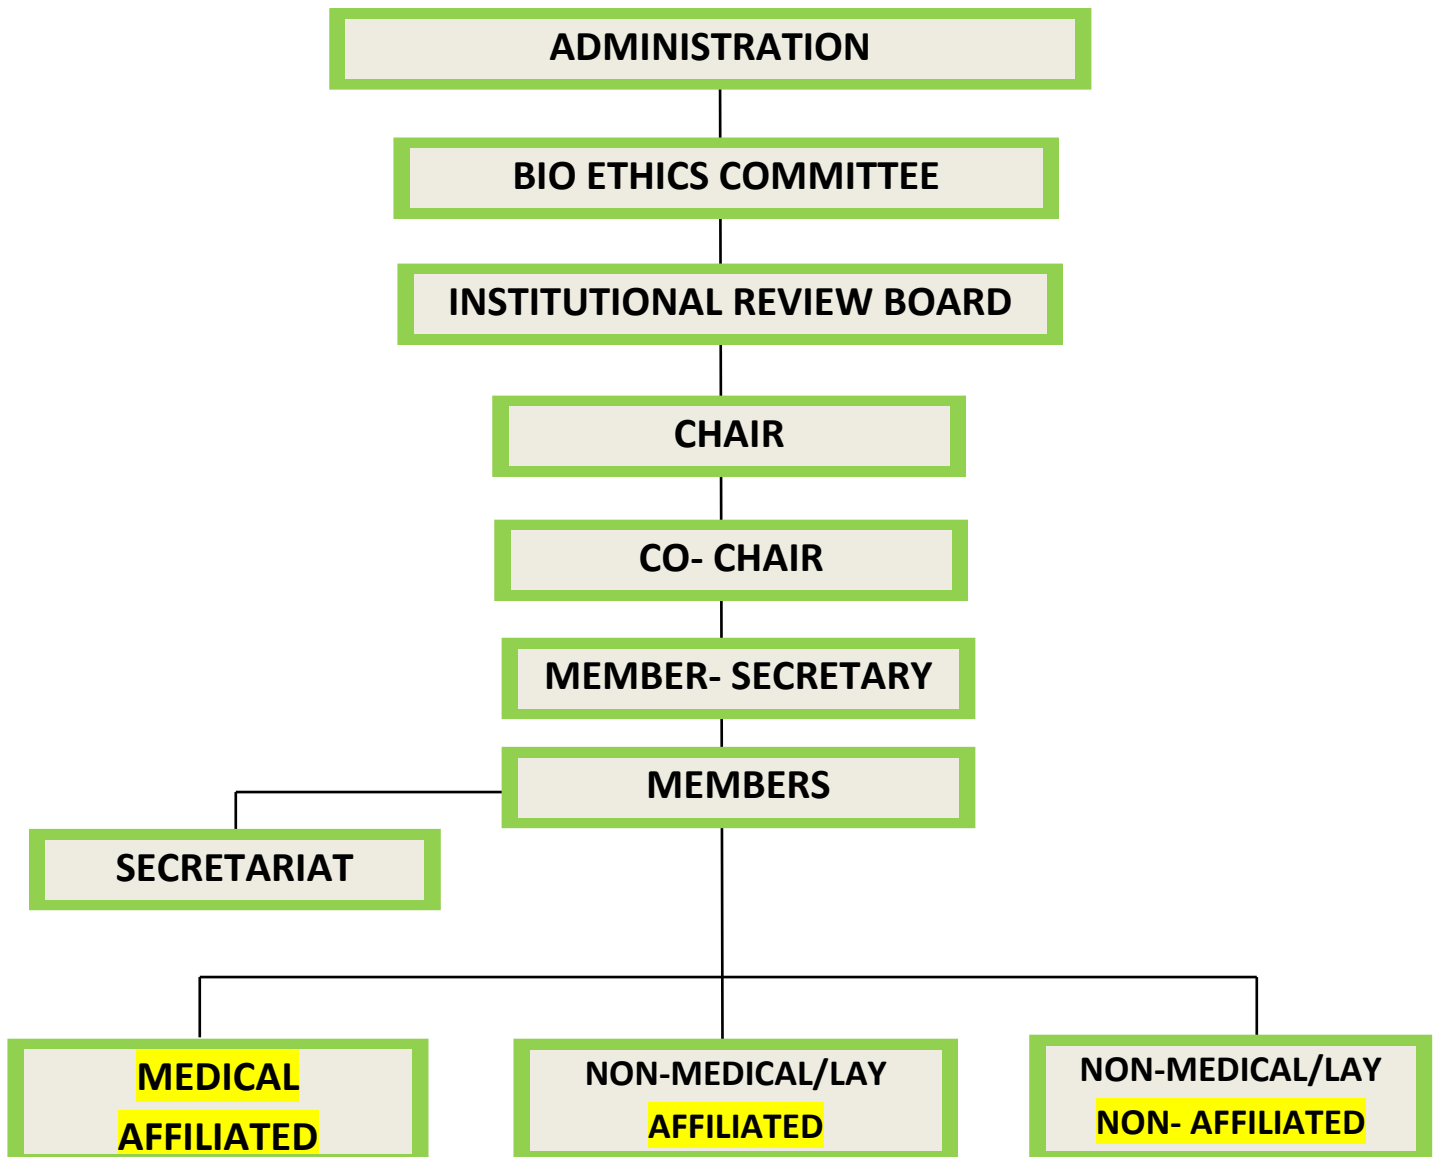 ADMINISTRATION
BIO ETHICS COMMITTEE
INSTITUTIONAL REVIEW BOARD
CHAIR
CO- CHAIR
MEMBER- SECRETARY
MEMBERS
SECRETARIAT
MEDICAL
AFFILIATED
NON-MEDICAL/LAY
AFFILIATED
NON-MEDICAL/LAY
NON- AFFILIATED